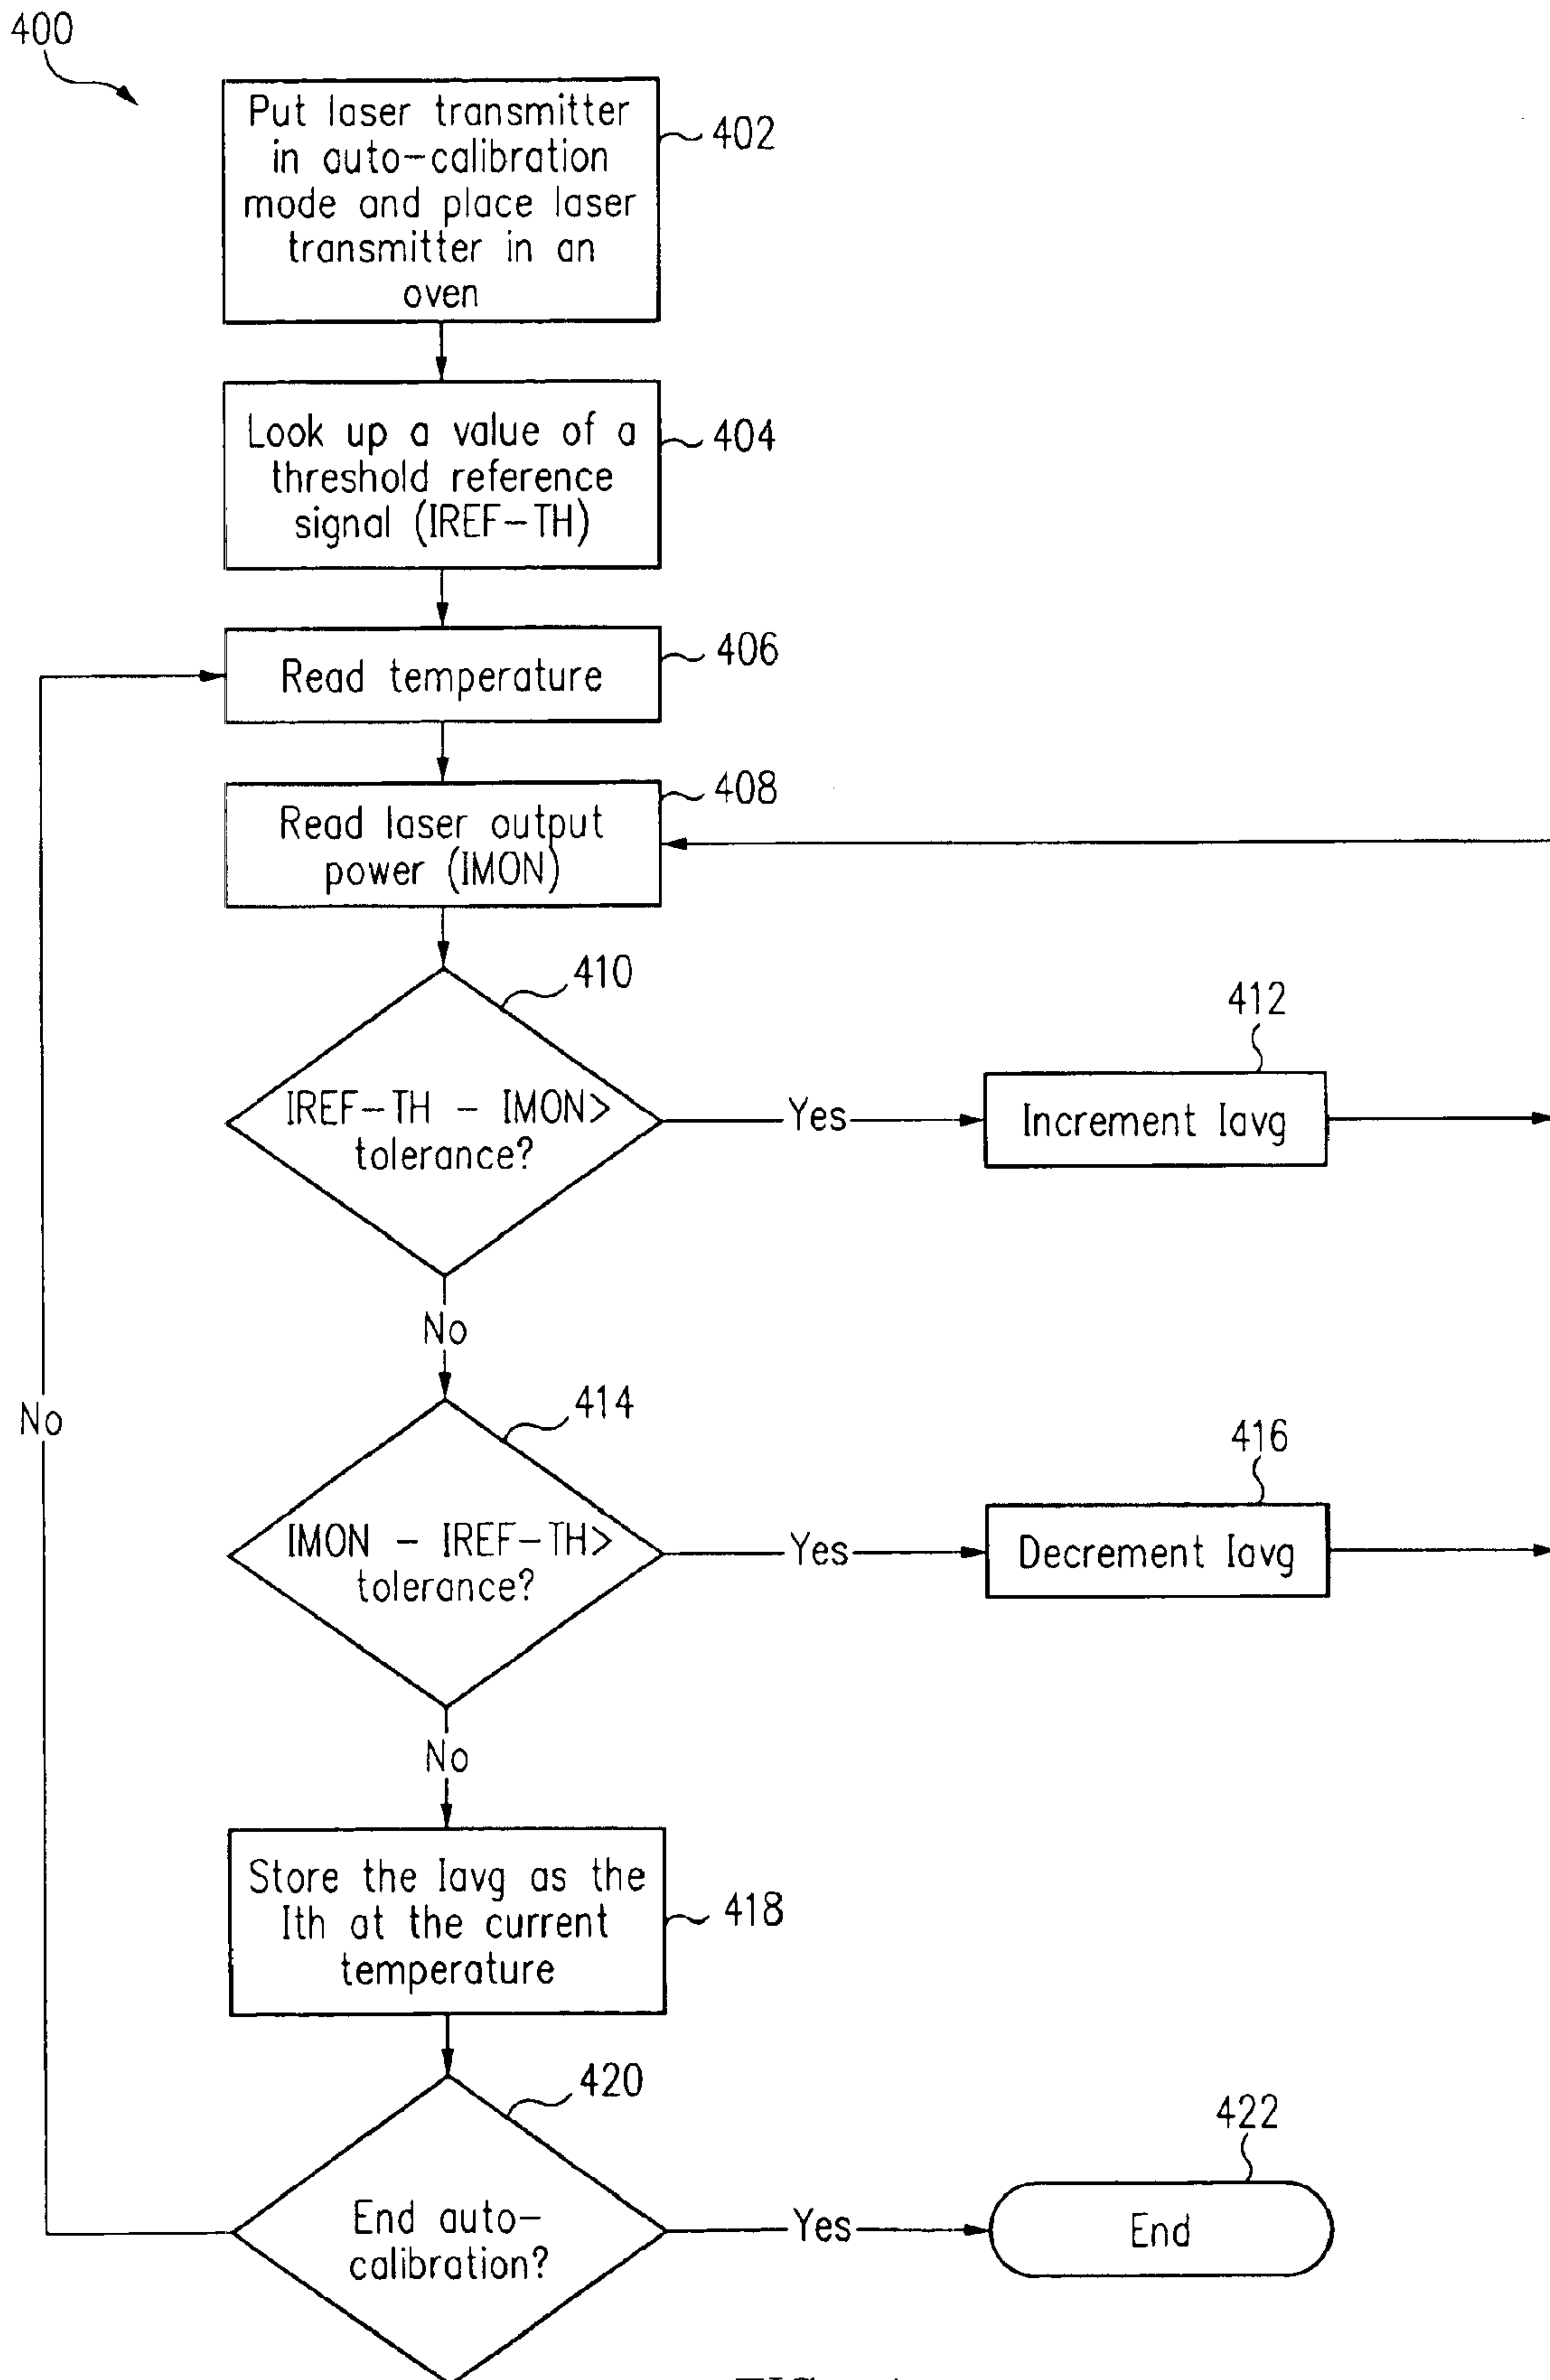 400
Put laser transmitter
in auto-calibration
mode and place laser
transmitter in an
oven
402
Look up a value of a
threshold reference
signal (IREF-TH)
404
Read temperature
406
Read laser output
power (IMON)
408
410
IREF-TH - IMON>
tolerance?
Yes
412
Increment Iavg
No
No
414
IMON - IREF-TH>
tolerance?
Yes
416
Decrement Iavg
No
Store the Iavg as the
Ith at the current
temperature
418
420
End auto-
calibration?
Yes
422
End